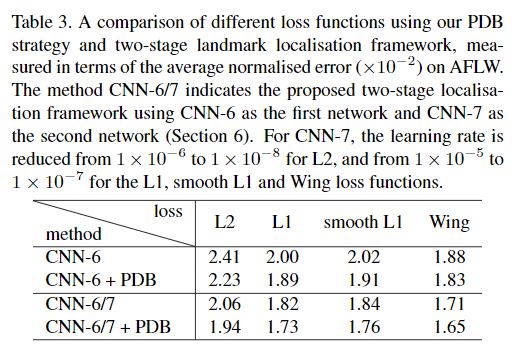 Table 3. A comparison of different loss functions using our PDB
strategy and two-stage landmark localisation framework, mea-
sured in terms of the average normalised error (×10⁻²) on AFLW.
The method CNN-6/7 indicates the proposed two-stage localisa-
tion framework using CNN-6 as the first network and CNN-7 as
the second network (Section 6). For CNN-7, the learning rate is
reduced from 1 × 10⁻⁶ to 1 × 10⁻⁸ for L2, and from 1 × 10⁻⁵ to
1 × 10⁻⁷ for the L1, smooth L1 and Wing loss functions.
loss
method L2 L1 smooth L1 Wing
CNN-6 2.41 2.00 2.02 1.88
CNN-6 + PDB 2.23 1.89 1.91 1.83
CNN-6/7 2.06 1.82 1.84 1.71
CNN-6/7 + PDB 1.94 1.73 1.76 1.65